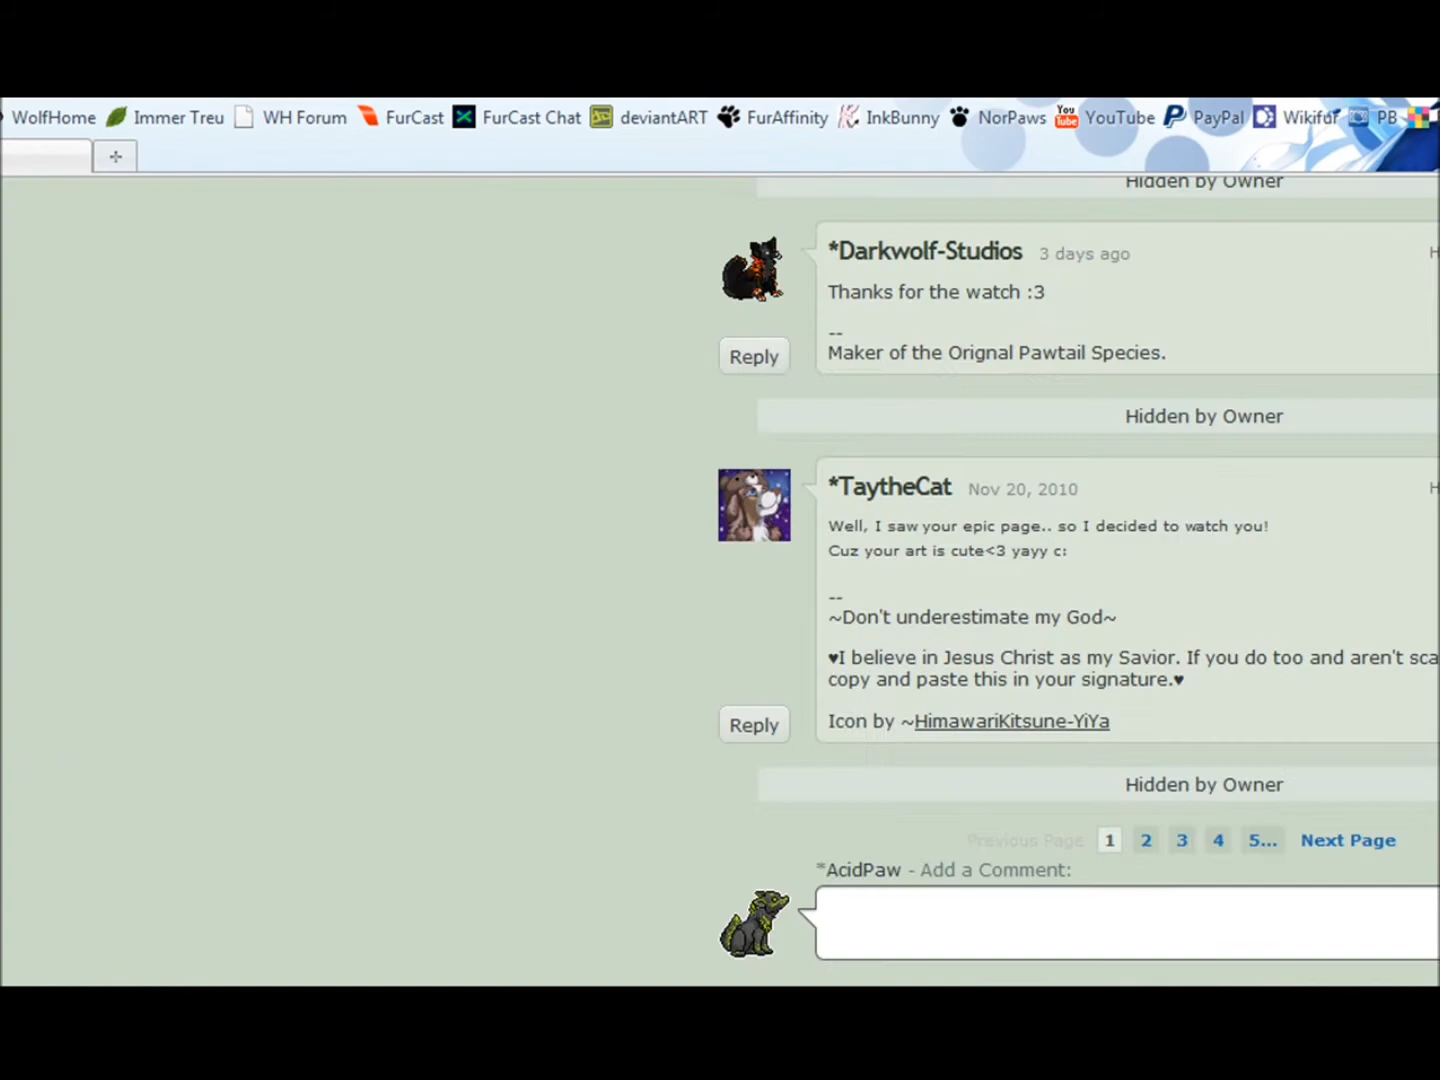 WolfHome Immer Treu WH Forum FurCast FurCast Chat deviantART FurAffinity InkBunny NorPaws You Tube YouTube PayPal Wikifur PB
+
Hidden by Owner
*Darkwolf-Studios 3 days ago
Thanks for the watch :3
--
Reply
Maker of the Orignal Pawtail Species.
Hidden by Owner
*TaytheCat Nov 20, 2010
Well, I saw your epic page.. so I decided to watch you!
Cuz your art is cute<3 yayy c:
--
~Don't underestimate my God~
♥I believe in Jesus Christ as my Savior. If you do too and aren't sca
copy and paste this in your signature.♥
Reply
Icon by ~HimawariKitsune-YiYa
Hidden by Owner
Previous Page 1 2 3 4 5... Next Page
*AcidPaw - Add a Comment: